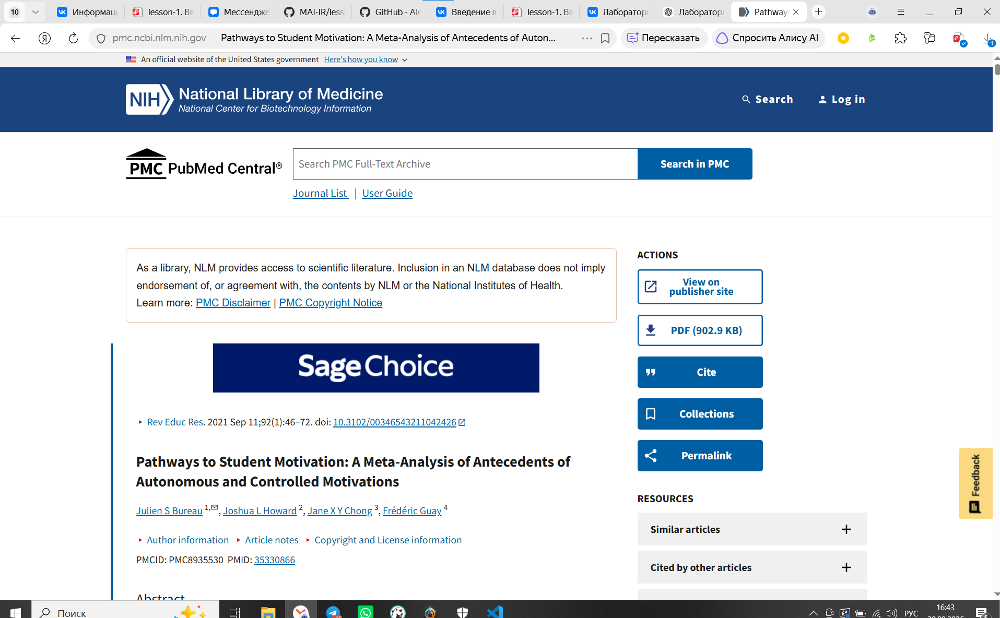 10
Информаци
lesson-1. Вв
Мессендже
MAI-IR/less
GitHub - Ale
Введение в
lesson-1. Вв
Лаборатор
Лаборатор
Pathways
pmc.ncbi.nlm.nih.gov
Pathways to Student Motivation: A Meta-Analysis of Antecedents of Auton...
Пересказать
Спросить Алису AI
1
An official website of the United States government Here's how you know
NIH National Library of Medicine
National Center for Biotechnology Information
Search
Log in
PMC PubMed Central®
Search PMC Full-Text Archive
Search in PMC
Journal List | User Guide
As a library, NLM provides access to scientific literature. Inclusion in an NLM database does not imply
endorsement of, or agreement with, the contents by NLM or the National Institutes of Health.
Learn more: PMC Disclaimer | PMC Copyright Notice
Sage Choice
Rev Educ Res. 2021 Sep 11;92(1):46–72. doi: 10.3102/00346543211042426
Pathways to Student Motivation: A Meta-Analysis of Antecedents of
Autonomous and Controlled Motivations
Julien S Bureau 1,✉, Joshua L Howard 2, Jane X Y Chong 3, Frédéric Guay 4
Author information Article notes Copyright and License information
PMCID: PMC8935530 PMID: 35330866
Abstract
ACTIONS
View on
publisher site
PDF (902.9 KB)
Cite
Collections
Permalink
RESOURCES
Similar articles
Cited by other articles
Feedback
Поиск
РУС
16:43